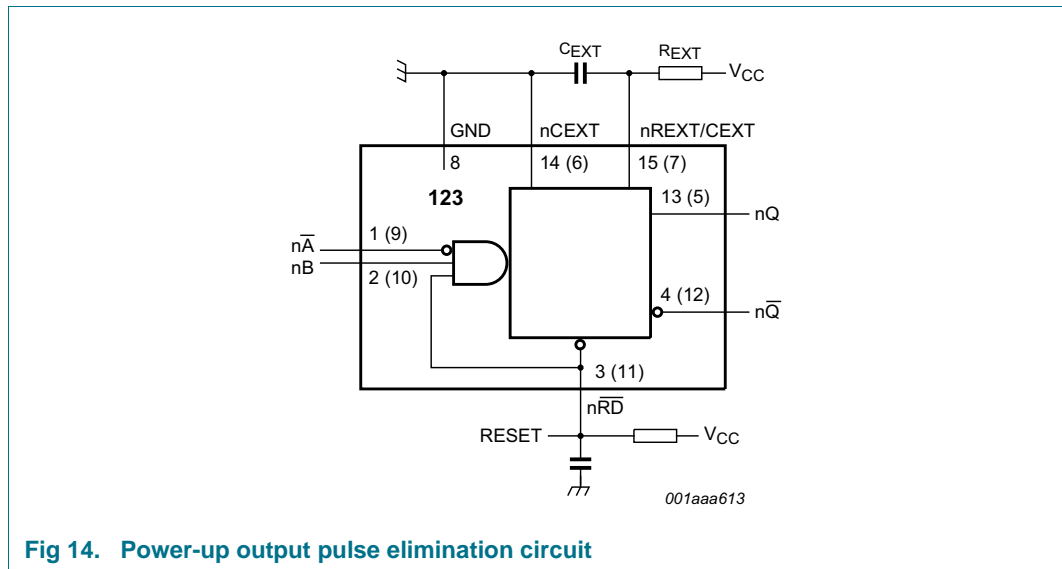 CEXT REXT
VCC
GND nCEXT nREXT/CEXT
8 14 (6) 15 (7)
123 13 (5)
nQ
1 (9)
nA̅
nB
2 (10)
4 (12)
nQ̅
3 (11)
nR̅D̅
RESET VCC
001aaa613
Fig 14. Power-up output pulse elimination circuit